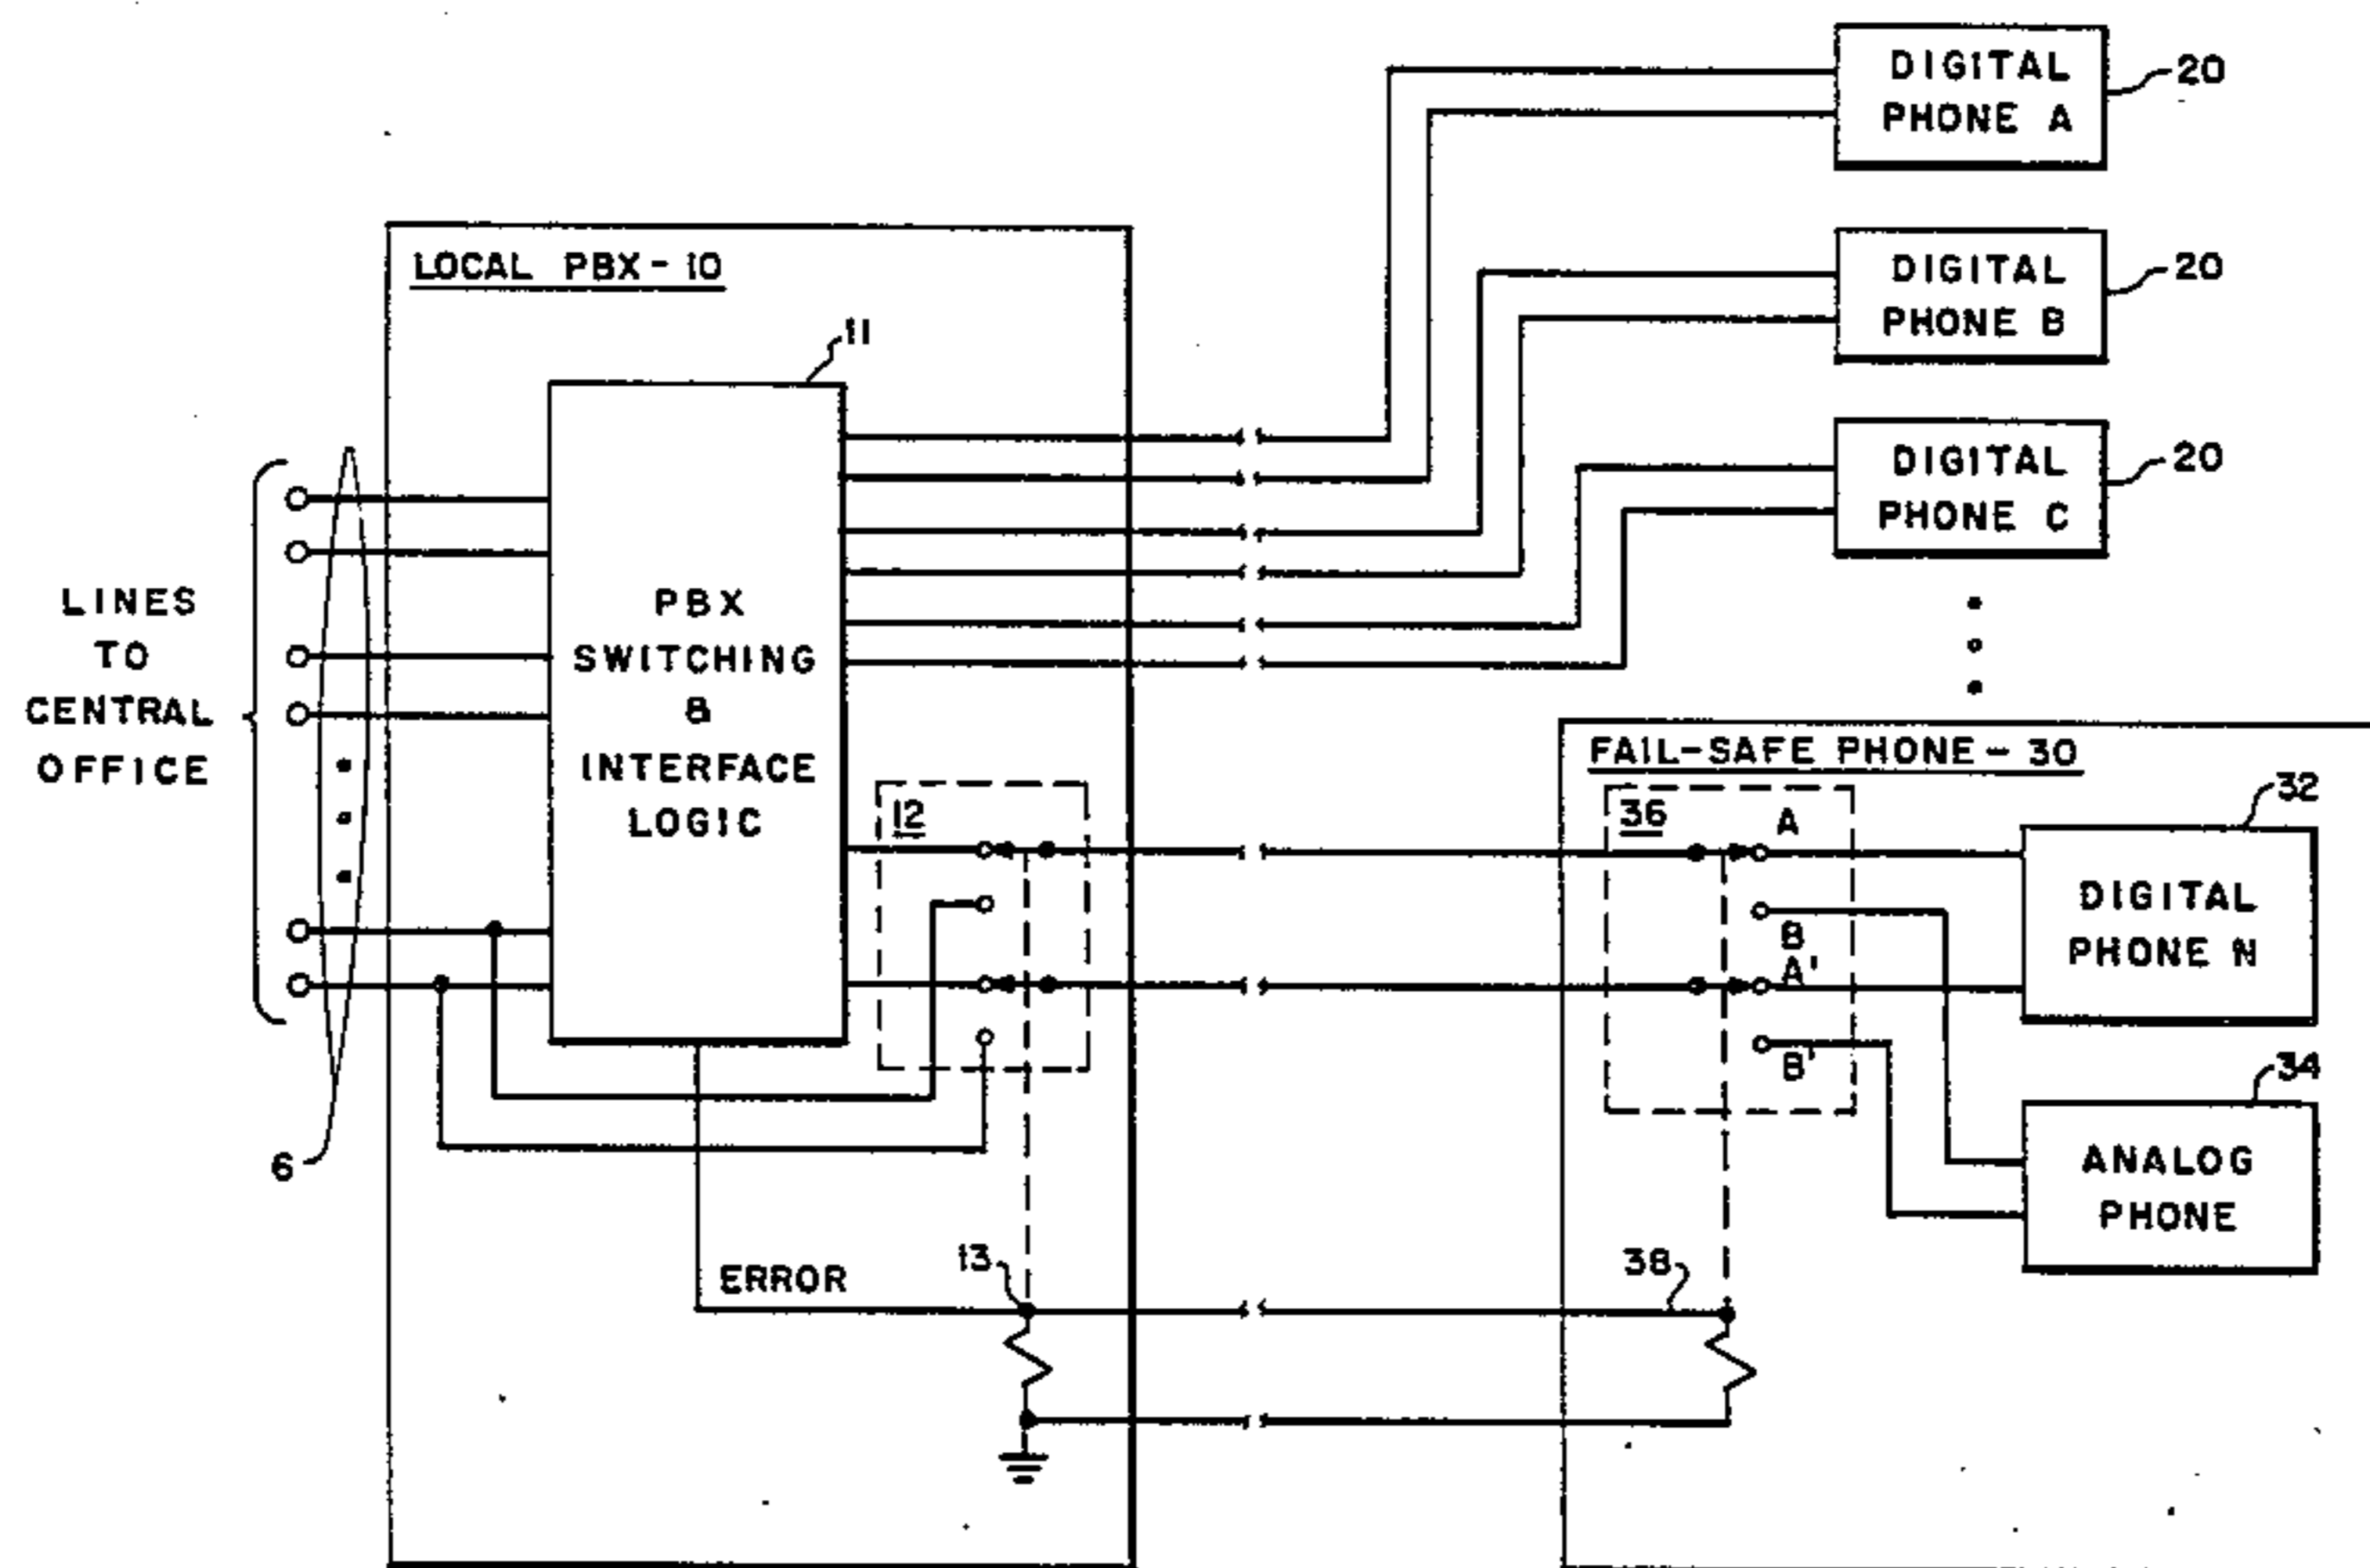 DIGITAL
PHONE A
20
DIGITAL
PHONE B
20
DIGITAL
PHONE C
20
LOCAL PBX-10
11
LINES
TO
CENTRAL
OFFICE
PBX
SWITCHING
&
INTERFACE
LOGIC
12
6
ERROR
13
FAIL-SAFE PHONE-30
36
A
B
A'
B'
32
DIGITAL
PHONE N
34
ANALOG
PHONE
38